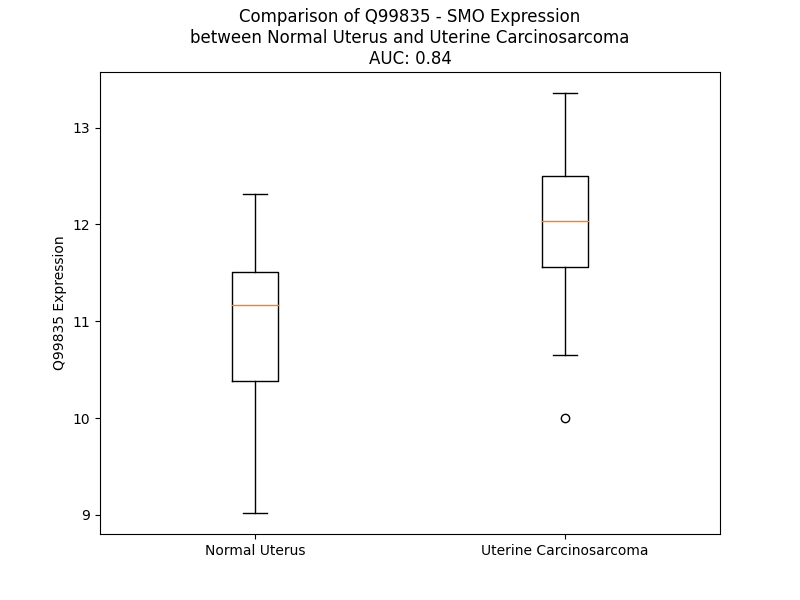 Comparison of Q99835 - SMO Expression
between Normal Uterus and Uterine Carcinosarcoma
AUC: 0.84
13
12
11
10
9
Q99835 Expression
Normal Uterus
Uterine Carcinosarcoma